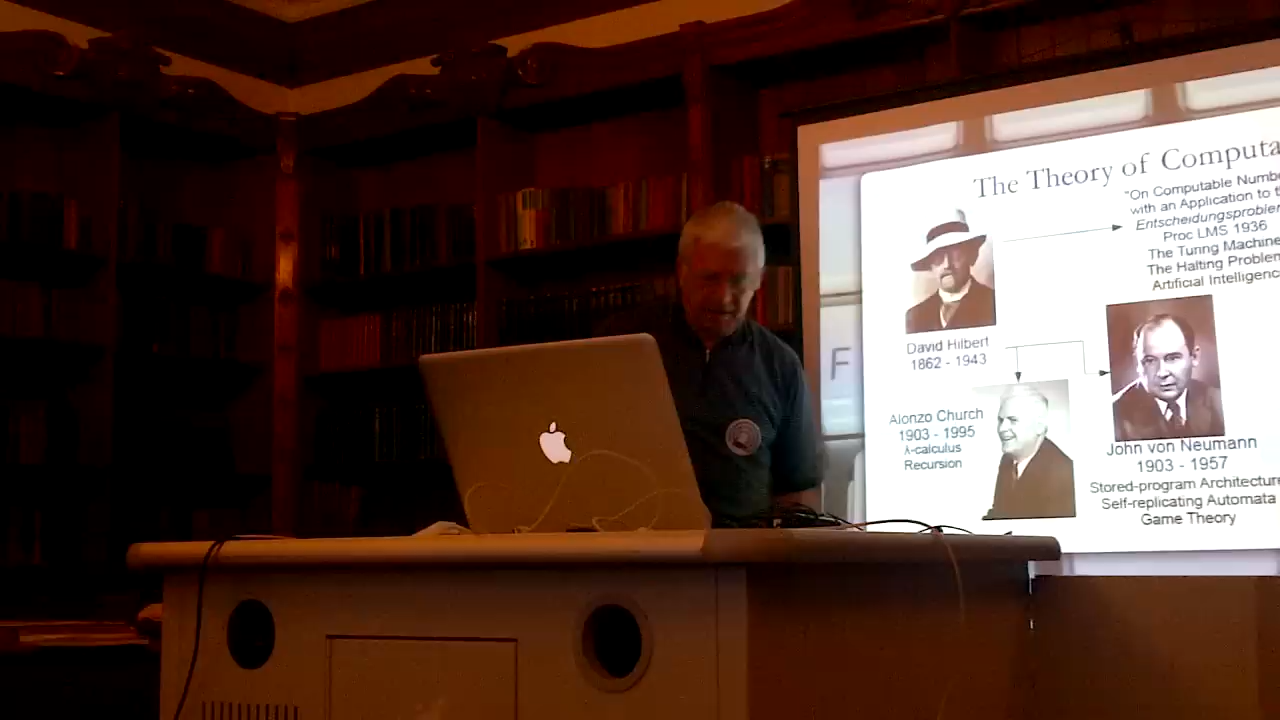 The Theory of Computa
"On Computable Numbe
with an Application to t
Entscheidungsproblem
Proc LMS 1936
The Turing Machine
The Halting Problem
Artificial Intelligenc
David Hilbert
1862 - 1943
F
Alonzo Church
1903 - 1995
λ-calculus
Recursion
John von Neumann
1903 - 1957
Stored-program Architecture
Self-replicating Automata
Game Theory